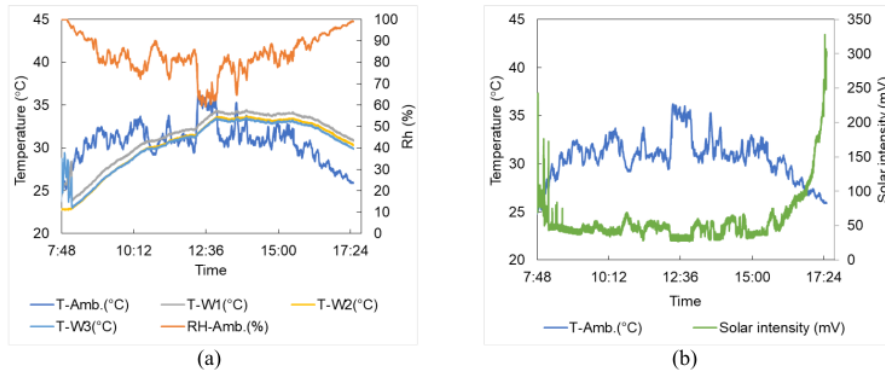 45
40
35
30
25
20
Temperature (°C)
100
90
80
70
60
50
40
30
20
10
0
Rh (%)
7:48 10:12 12:36 15:00 17:24
Time
T-Amb.(°C) T-W1(°C) T-W2(°C)
T-W3(°C) RH-Amb.(%)
(a)
45
40
35
30
25
20
Temperature (°C)
350
300
250
200
150
100
50
0
Solar intensity (mV)
7:48 10:12 12:36 15:00 17:24
Time
T-Amb.(°C) Solar intensity (mV)
(b)